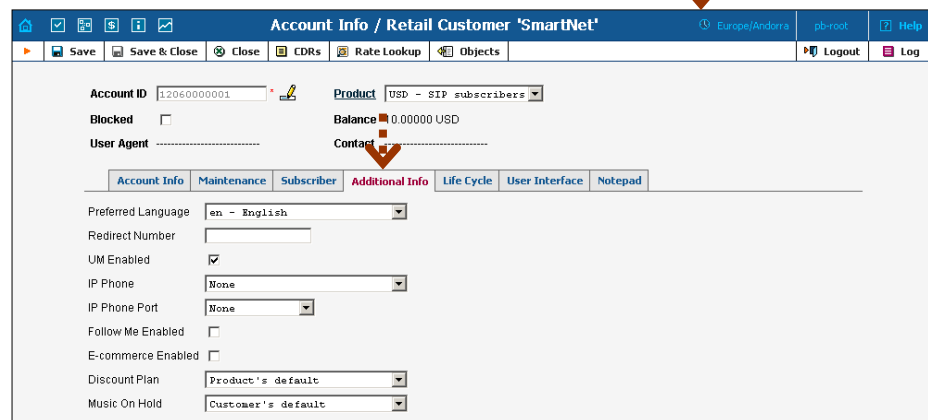 Account Info / Retail Customer 'SmartNet' Europe/Andorra pb-root ? Help
Save Save & Close Close CDRs Rate Lookup Objects Logout Log
Account ID 12060000001 * Product USD - SIP subscribers
Blocked Balance 0.00000 USD
User Agent ---------------------------- Contact ----------------------------
Account Info Maintenance Subscriber Additional Info Life Cycle User Interface Notepad
Preferred Language en - English
Redirect Number
UM Enabled
IP Phone None
IP Phone Port None
Follow Me Enabled
E-commerce Enabled
Discount Plan Product's default
Music On Hold Customer's default